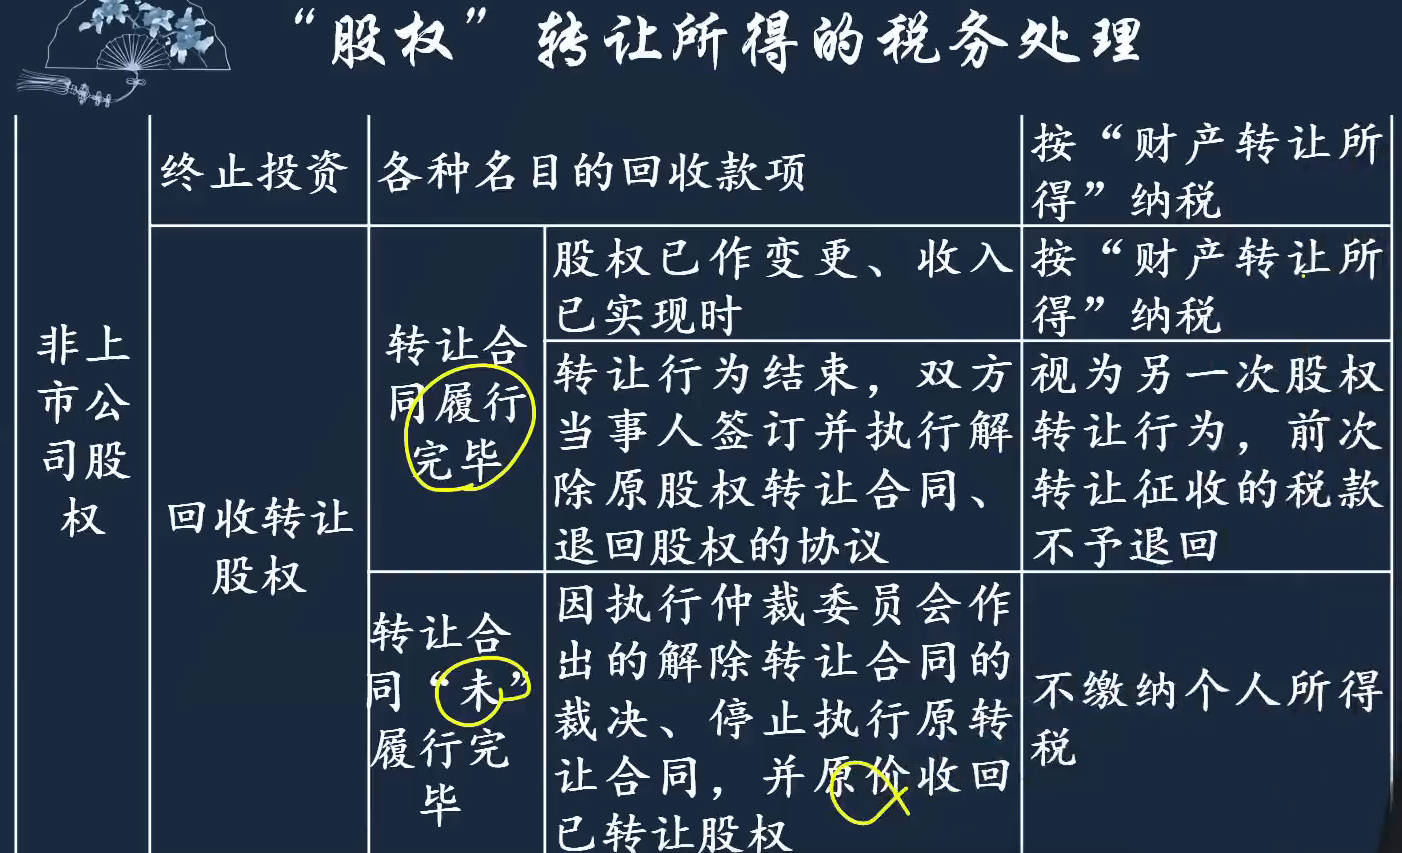 “股权”转让所得的税务处理
非上
市公
司股
权
终止投资
各种名目的回收款项
按“财产转让所
得”纳税
回收转让
股权
转让合
同履行
完毕
股权已作变更、收入
已实现时
按“财产转让所
得”纳税
转让行为结束，双方
当事人签订并执行解
除原股权转让合同、
退回股权的协议
视为另一次股权
转让行为，前次
转让征收的税款
不予退回
转让合
同“未”
履行完
毕
因执行仲裁委员会作
出的解除转让合同的
裁决、停止执行原转
让合同，并原价收回
已转让股权
不缴纳个人所得
税